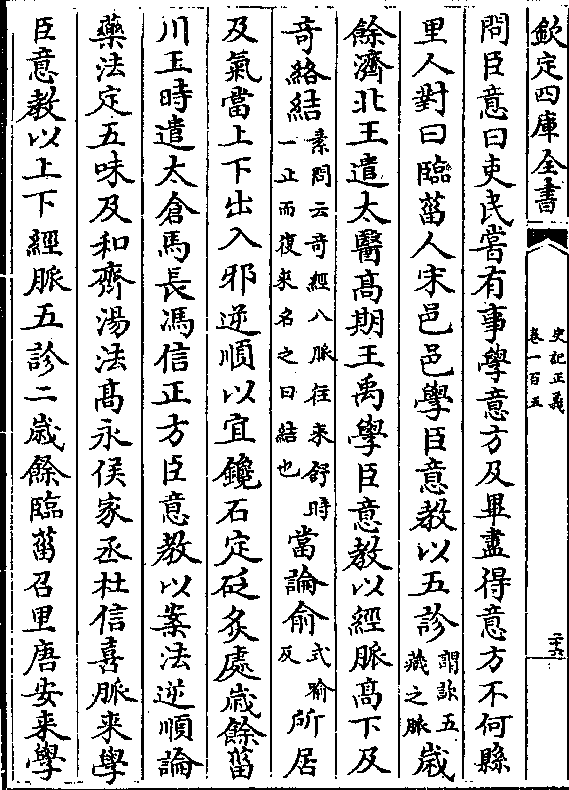 欽定四庫全書
史記正義
卷一百五
二十六
問臣意曰吏民嘗有事學意方及畢盡得意方不何縣
里人對曰臨菑人宋邑邑學臣意教以五診謂診五藏之脈歲
餘濟北王遣太醫高期王禹學臣意教以經脈高下及
奇絡結素問云奇經八脈往來舒時一止而復來名之曰結也當論俞式喻反所居
及氣當上下出入邪逆順以宜鑱石定砭灸處歲餘菑
川王時遣太倉馬長馮信正方臣意教以案法逆順論
藥法定五味及和齊湯法高永侯家丞杜信喜脈來學
臣意教以上下經脈五診二歲餘臨菑召里唐安来學